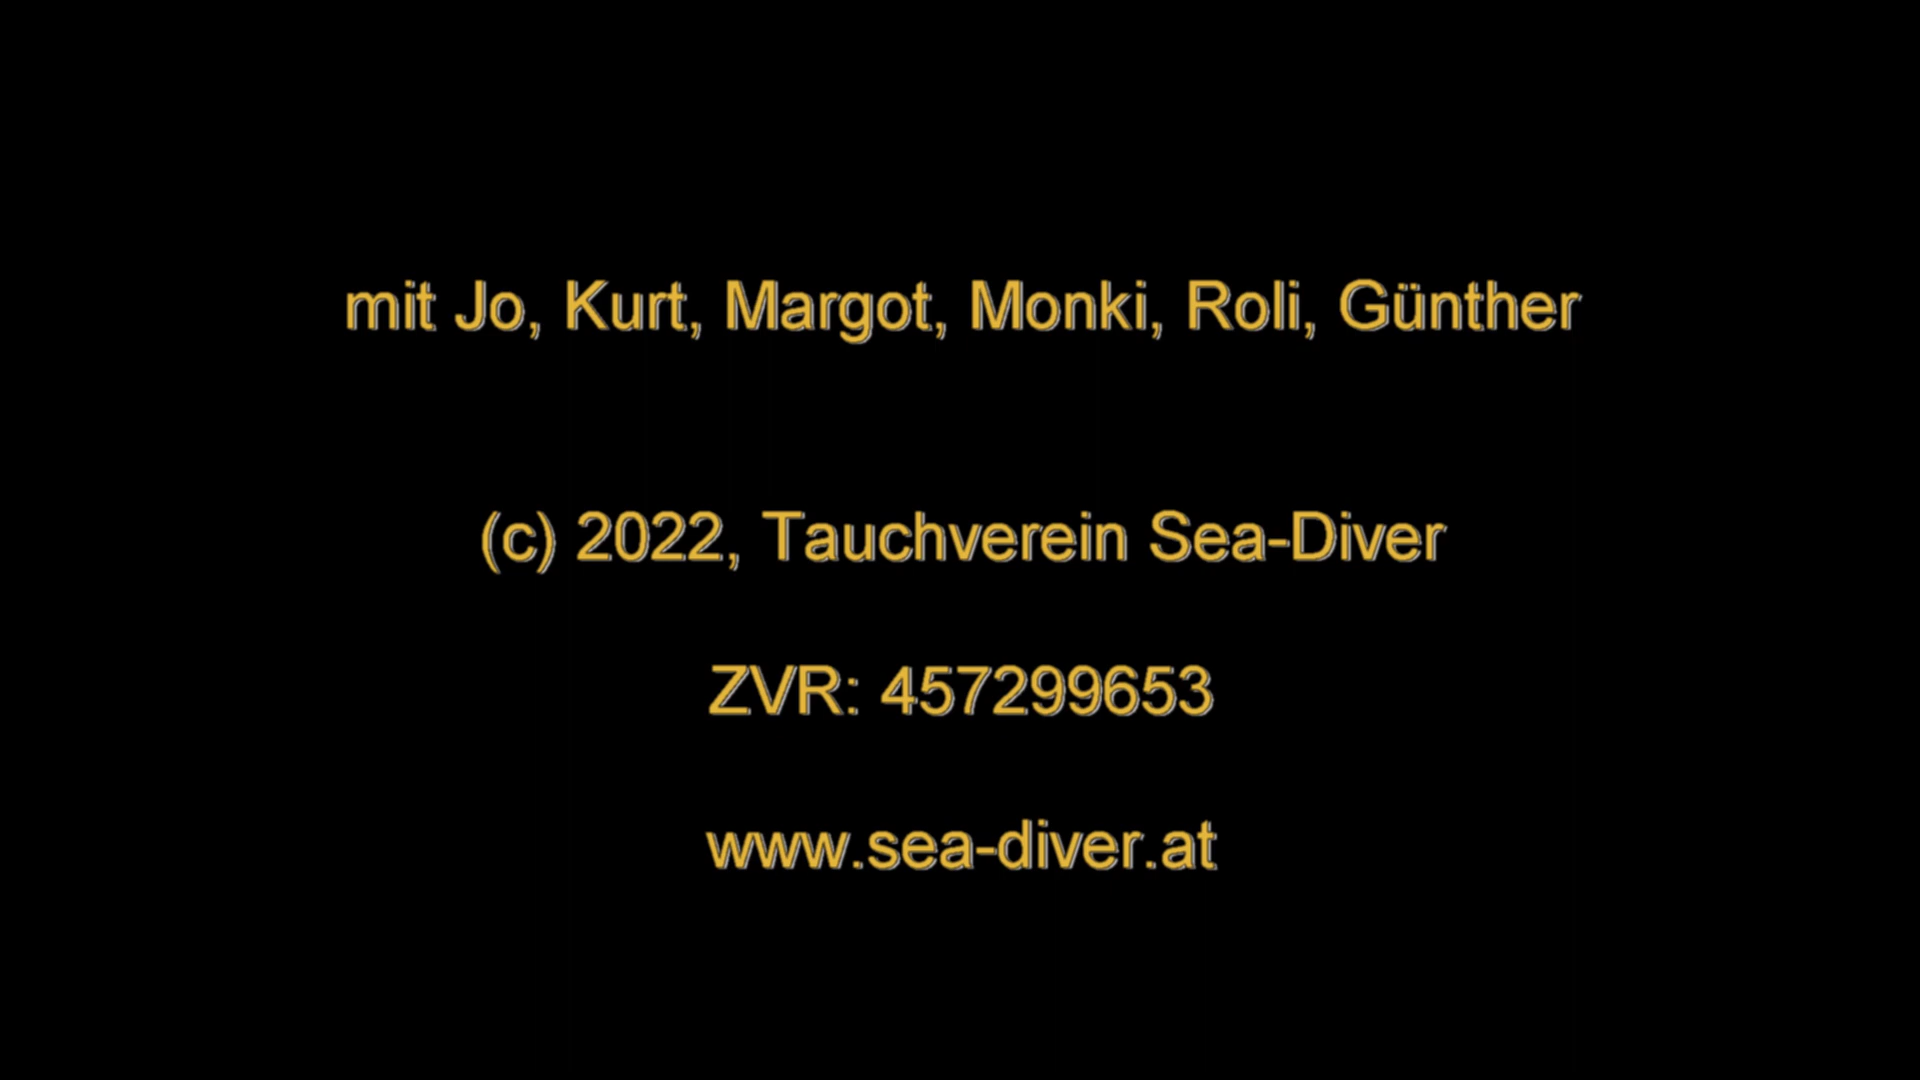 mit Jo, Kurt, Margot, Monki, Roli, Günther
(c) 2022, Tauchverein Sea-Diver
ZVR: 457299653
www.sea-diver.at